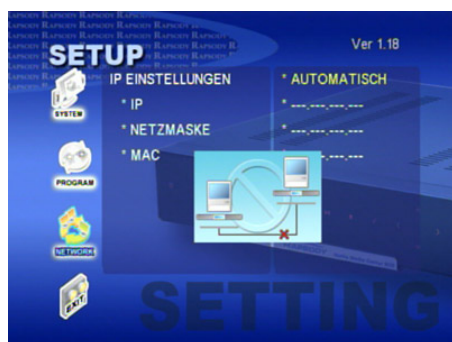 SETUP
Ver 1.18
IP EINSTELLUNGEN * AUTOMATISCH
* IP * ---,---,---,---
* NETZMASKE * ---,---,---,---
* MAC
SYSTEM
PROGRAM
NETWORK
EXIT
SETTING